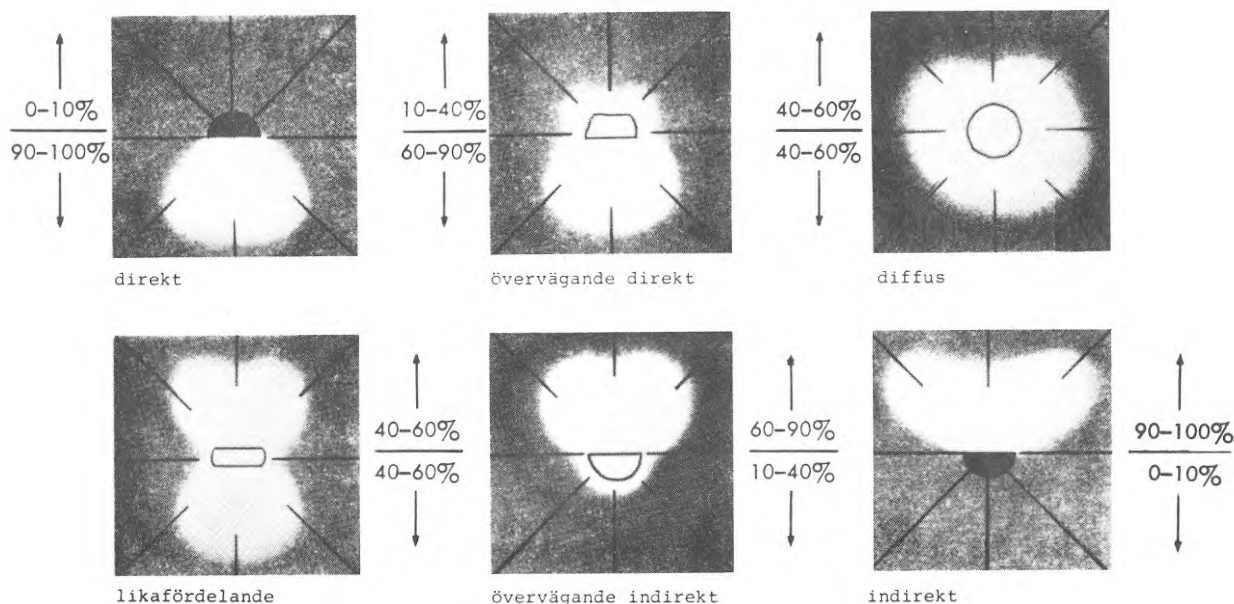 0-10%
90-100%
direkt
10-40%
60-90%
övervägande direkt
40-60%
40-60%
diffus
40-60%
40-60%
likafördelande
60-90%
10-40%
övervägande indirekt
90-100%
0-10%
indirekt